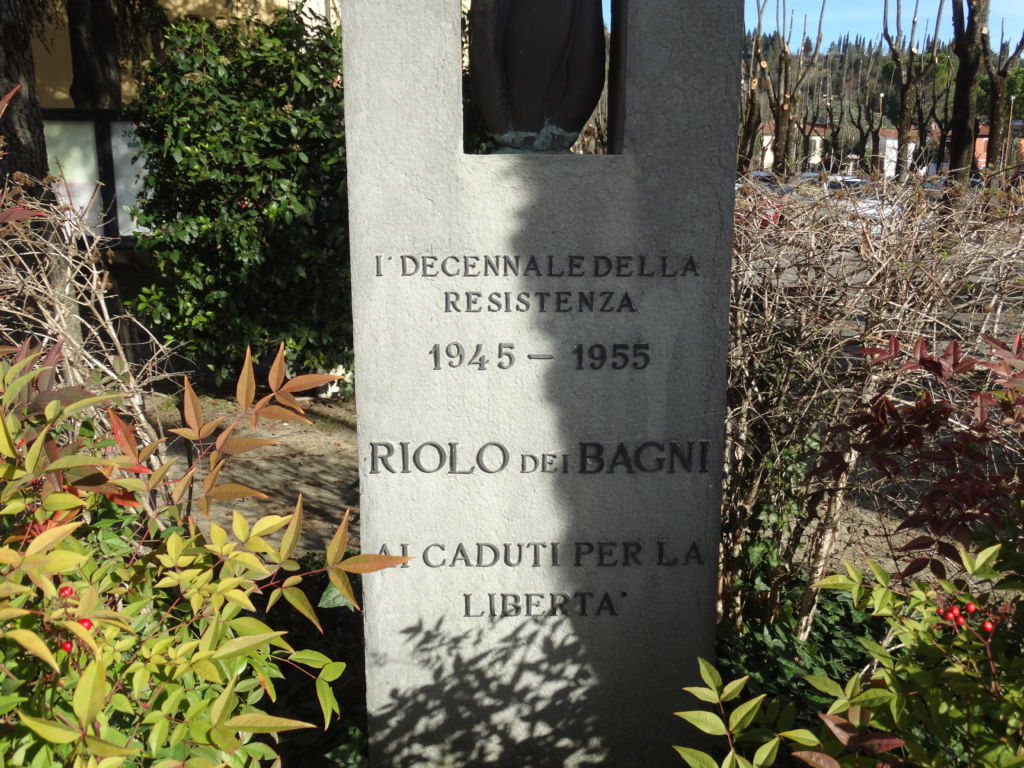 I° DECENNALE DELLA
RESISTENZA
1945 – 1955
RIOLO DEI BAGNI
AI CADUTI PER LA
LIBERTA'